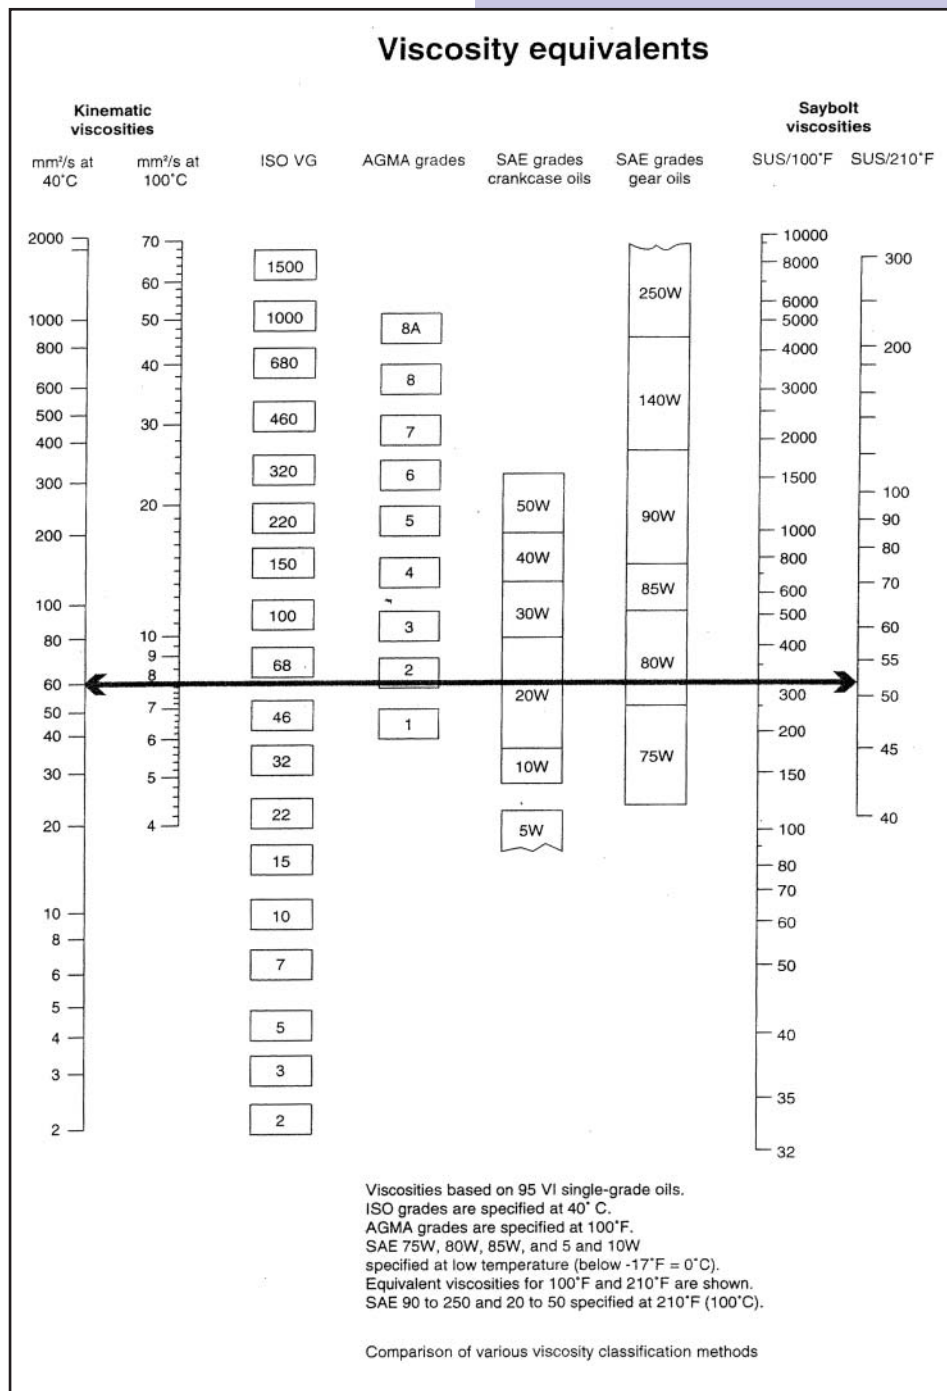 Viscosity equivalents
Kinematic
viscosities
Saybolt
viscosities
mm²/s at
40°C
mm²/s at
100°C
ISO VG
AGMA grades
SAE grades
crankcase oils
SAE grades
gear oils
SUS/100°F
SUS/210°F
2000
1000
800
600
500
400
300
200
100
80
60
50
40
30
20
10
8
6
5
4
3
2
70
60
50
40
30
20
10
9
8
7
6
5
4
1500
1000
680
460
320
220
150
100
68
46
32
22
15
10
7
5
3
2
8A
8
7
6
5
4
3
2
1
50W
40W
30W
20W
10W
5W
250W
140W
90W
85W
80W
75W
10000
8000
6000
5000
4000
3000
2000
1500
1000
800
600
500
400
300
200
150
100
80
70
60
50
40
35
32
300
200
100
90
80
70
60
55
50
45
40
Viscosities based on 95 VI single-grade oils.
ISO grades are specified at 40° C.
AGMA grades are specified at 100°F.
SAE 75W, 80W, 85W, and 5 and 10W
specified at low temperature (below -17°F = 0°C).
Equivalent viscosities for 100°F and 210°F are shown.
SAE 90 to 250 and 20 to 50 specified at 210°F (100°C).
Comparison of various viscosity classification methods